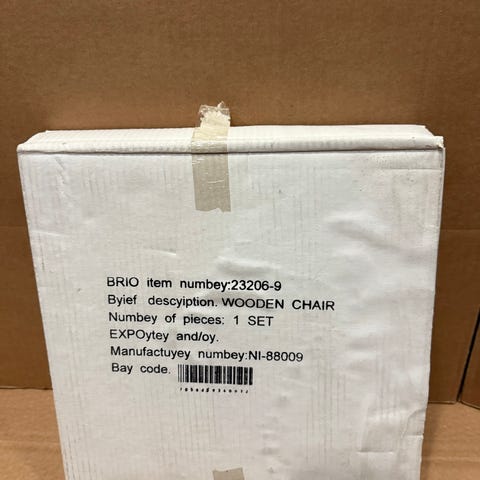 BRIO item numbey:23206-9
Byief descyiption. WOODEN CHAIR
Numbey of pieces: 1 SET
EXPOytey and/oy.
Manufactuyey numbey:NI-88009
Bay code.